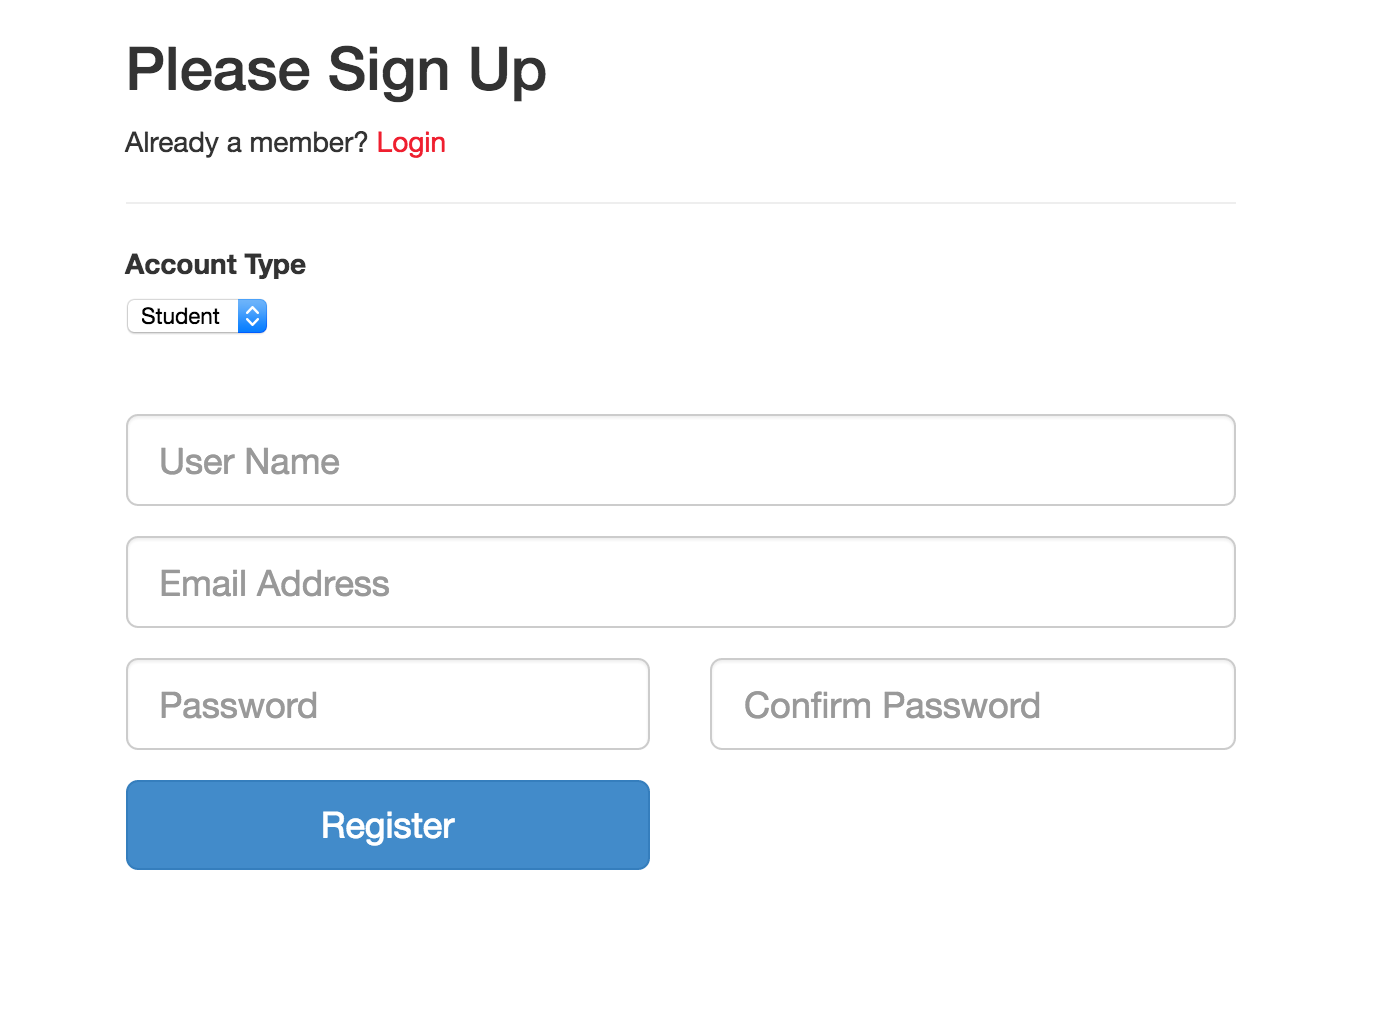 Please Sign Up
Already a member? Login
Account Type
Student
User Name
Email Address
Password
Confirm Password
Register